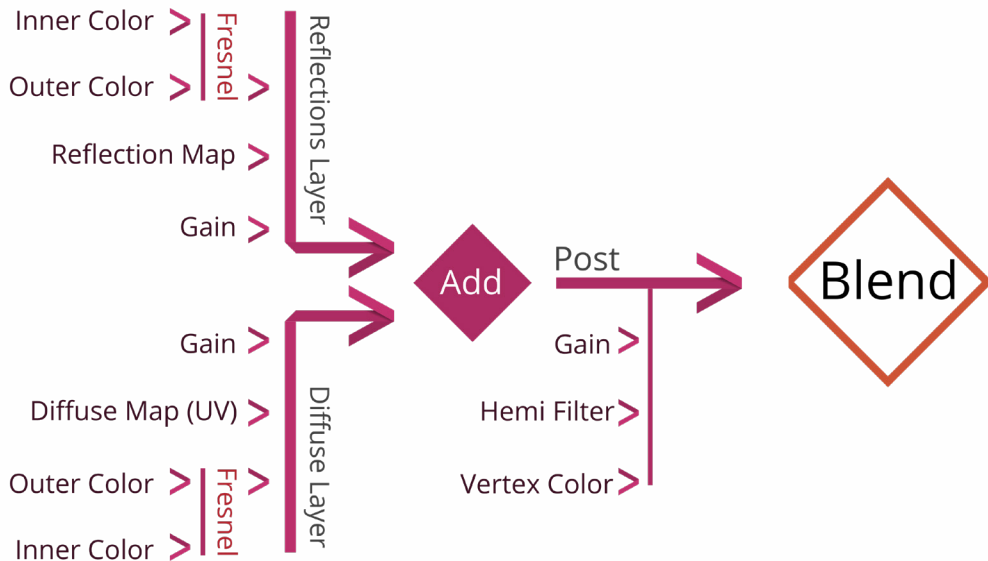 Inner Color
Fresnel
Outer Color
Reflection Map
Gain
Reflections Layer
Gain
Diffuse Map (UV)
Outer Color
Fresnel
Inner Color
Diffuse Layer
Add
Post
Gain
Hemi Filter
Vertex Color
Blend